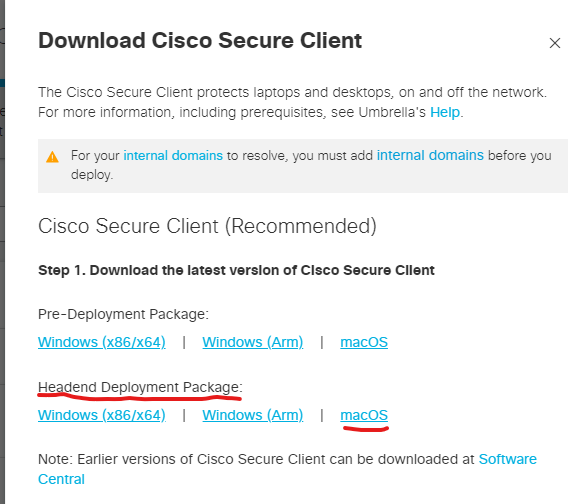 Download Cisco Secure Client
The Cisco Secure Client protects laptops and desktops, on and off the network.
For more information, including prerequisites, see Umbrella's Help.
For your internal domains to resolve, you must add internal domains before you
deploy.
Cisco Secure Client (Recommended)
Step 1. Download the latest version of Cisco Secure Client
Pre-Deployment Package:
Windows (x86/x64) | Windows (Arm) | macOS
Headend Deployment Package:
Windows (x86/x64) | Windows (Arm) | macOS
Note: Earlier versions of Cisco Secure Client can be downloaded at Software
Central